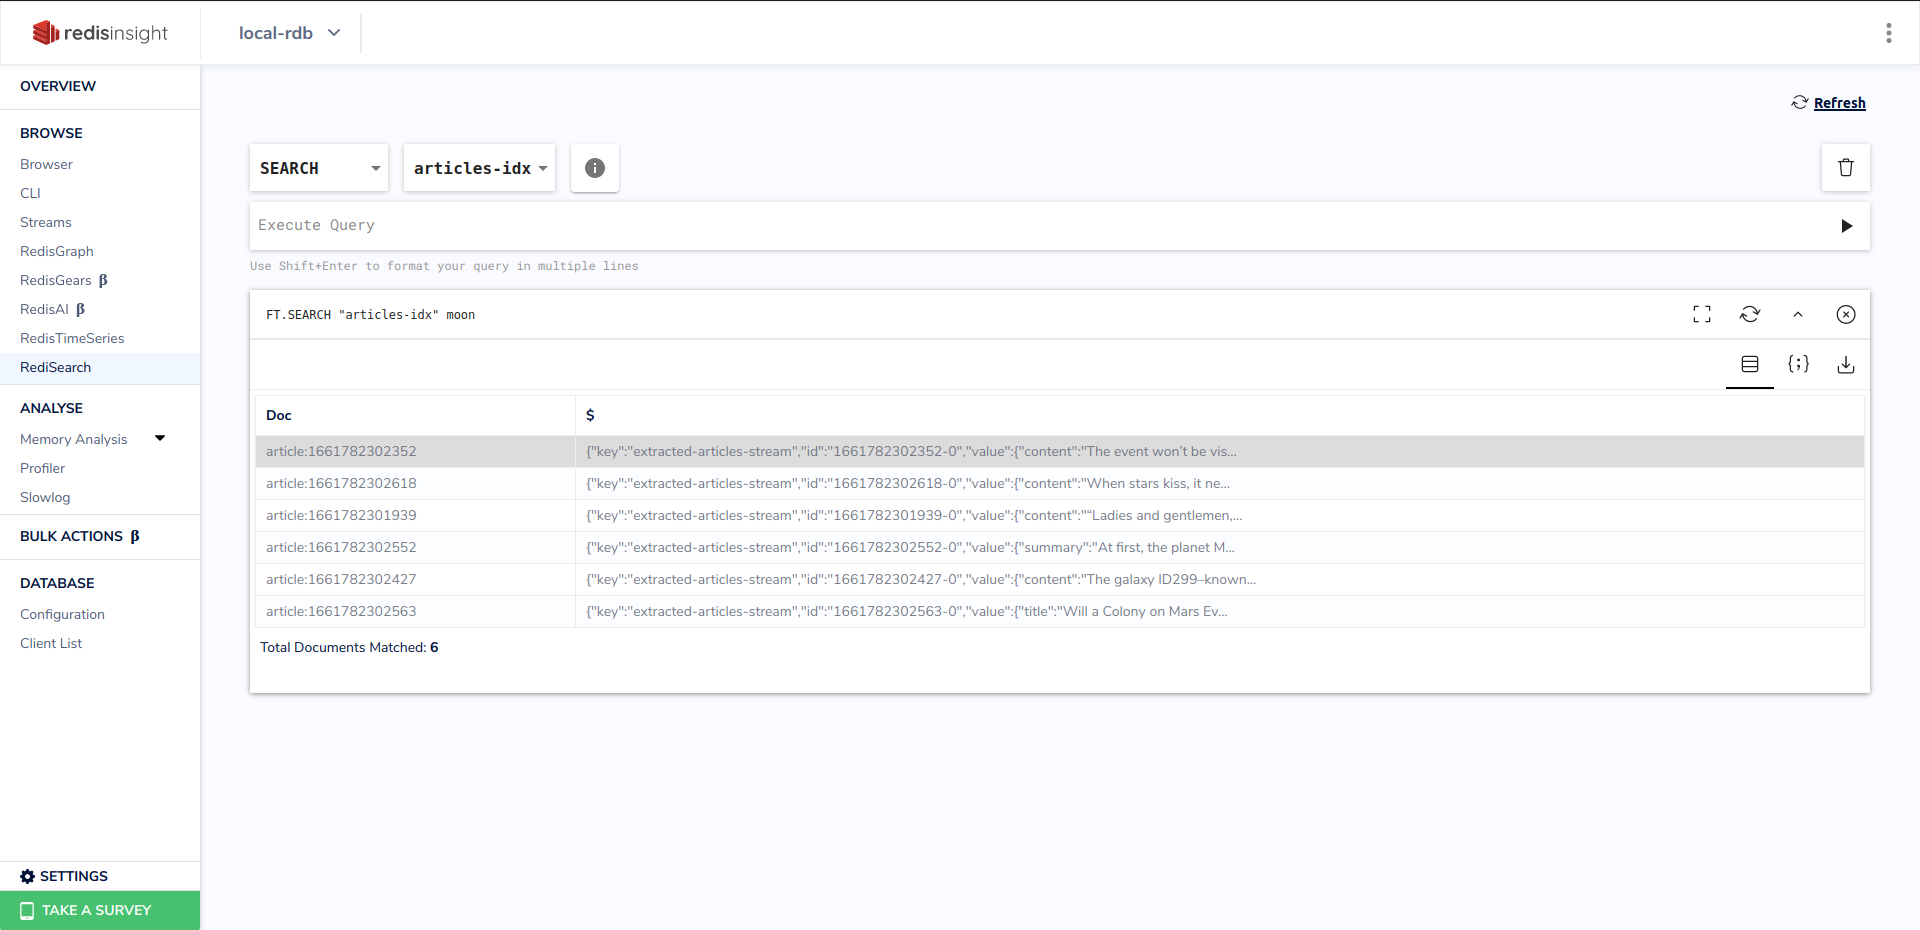 redisinsight
local-rdb
OVERVIEW
BROWSE
Browser
CLI
Streams
RedisGraph
RedisGears β
RedisAI β
RedisTimeSeries
RediSearch
ANALYSE
Memory Analysis
Profiler
Slowlog
BULK ACTIONS β
DATABASE
Configuration
Client List
SETTINGS
TAKE A SURVEY
Refresh
SEARCH articles-idx
Execute Query
Use Shift+Enter to format your query in multiple lines
FT.SEARCH "articles-idx" moon
Doc $
article:1661782302352 {"key":"extracted-articles-stream","id":"1661782302352-0","value":{"content":"The event won’t be vis...
article:1661782302618 {"key":"extracted-articles-stream","id":"1661782302618-0","value":{"content":"When stars kiss, it ne...
article:1661782301939 {"key":"extracted-articles-stream","id":"1661782301939-0","value":{"content":"“Ladies and gentlemen,...
article:1661782302552 {"key":"extracted-articles-stream","id":"1661782302552-0","value":{"summary":"At first, the planet M...
article:1661782302427 {"key":"extracted-articles-stream","id":"1661782302427-0","value":{"content":"The galaxy ID299–known...
article:1661782302563 {"key":"extracted-articles-stream","id":"1661782302563-0","value":{"title":"Will a Colony on Mars Ev...
Total Documents Matched: 6